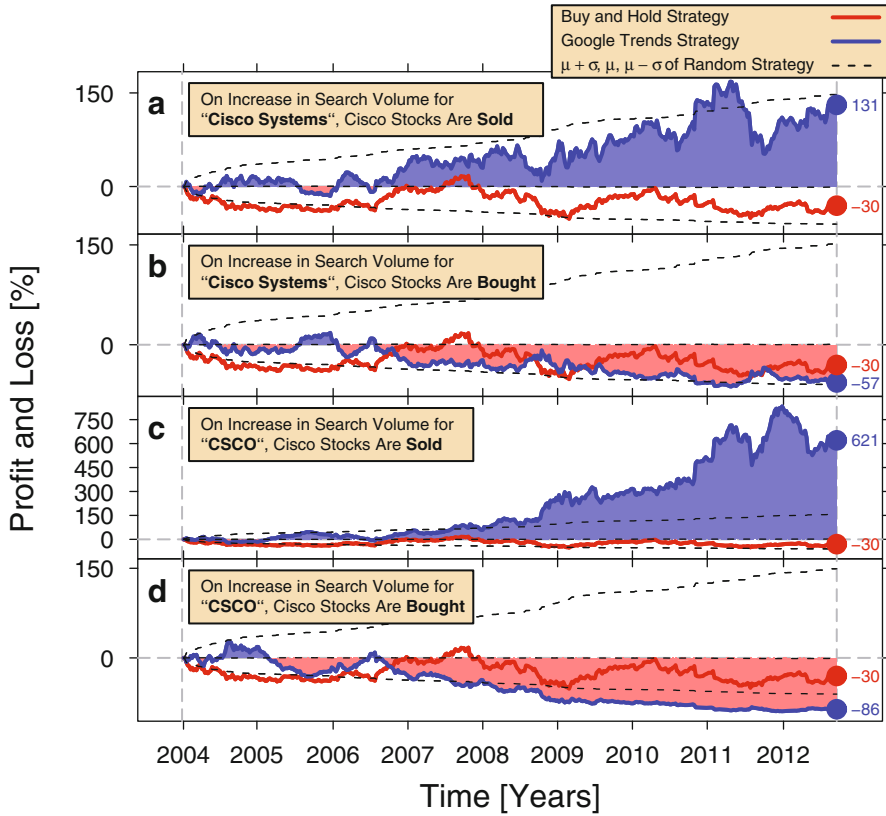 Buy and Hold Strategy
Google Trends Strategy
μ + σ, μ, μ − σ of Random Strategy
Profit and Loss [%]
a
On Increase in Search Volume for
“Cisco Systems“, Cisco Stocks Are Sold
150
0
131
−30
b
On Increase in Search Volume for
“Cisco Systems“, Cisco Stocks Are Bought
150
0
−30
−57
c
On Increase in Search Volume for
“CSCO“, Cisco Stocks Are Sold
750
600
450
300
150
0
621
−30
d
On Increase in Search Volume for
“CSCO“, Cisco Stocks Are Bought
150
0
−30
−86
2004 2005 2006 2007 2008 2009 2010 2011 2012
Time [Years]